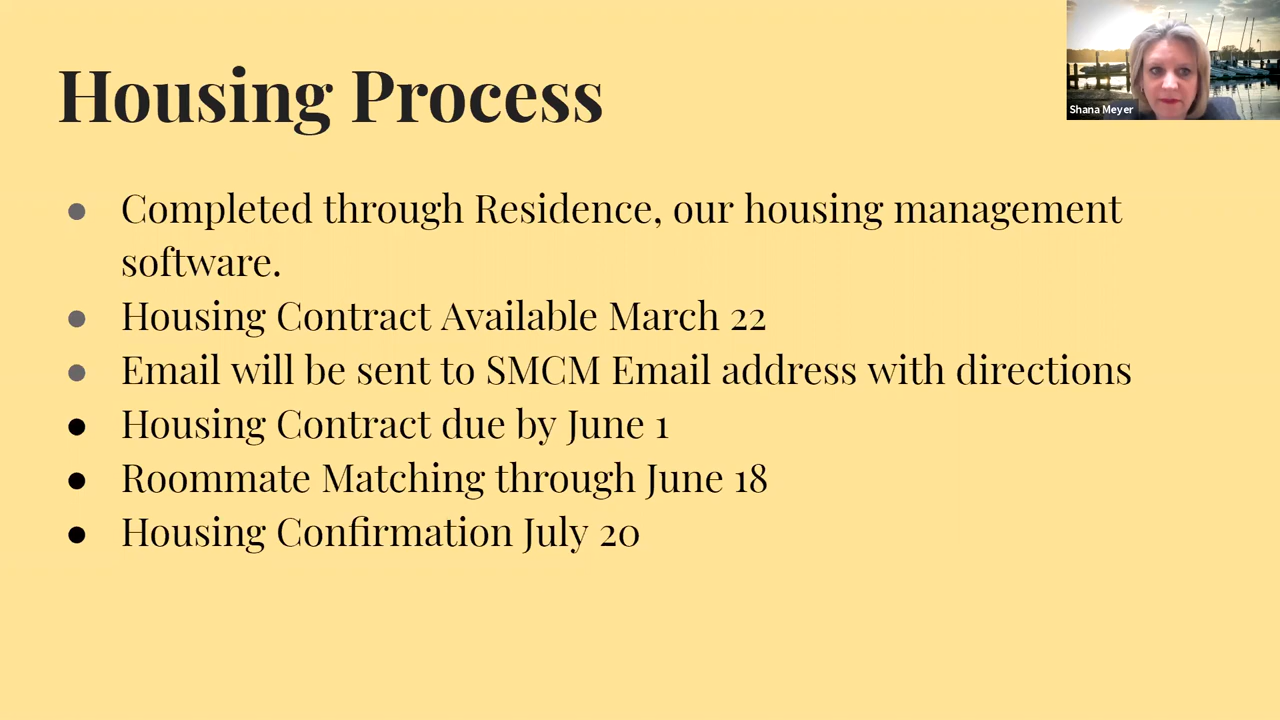 Housing Process
Shana Meyer
● Completed through Residence, our housing management
software.
● Housing Contract Available March 22
● Email will be sent to SMCM Email address with directions
● Housing Contract due by June 1
● Roommate Matching through June 18
● Housing Confirmation July 20